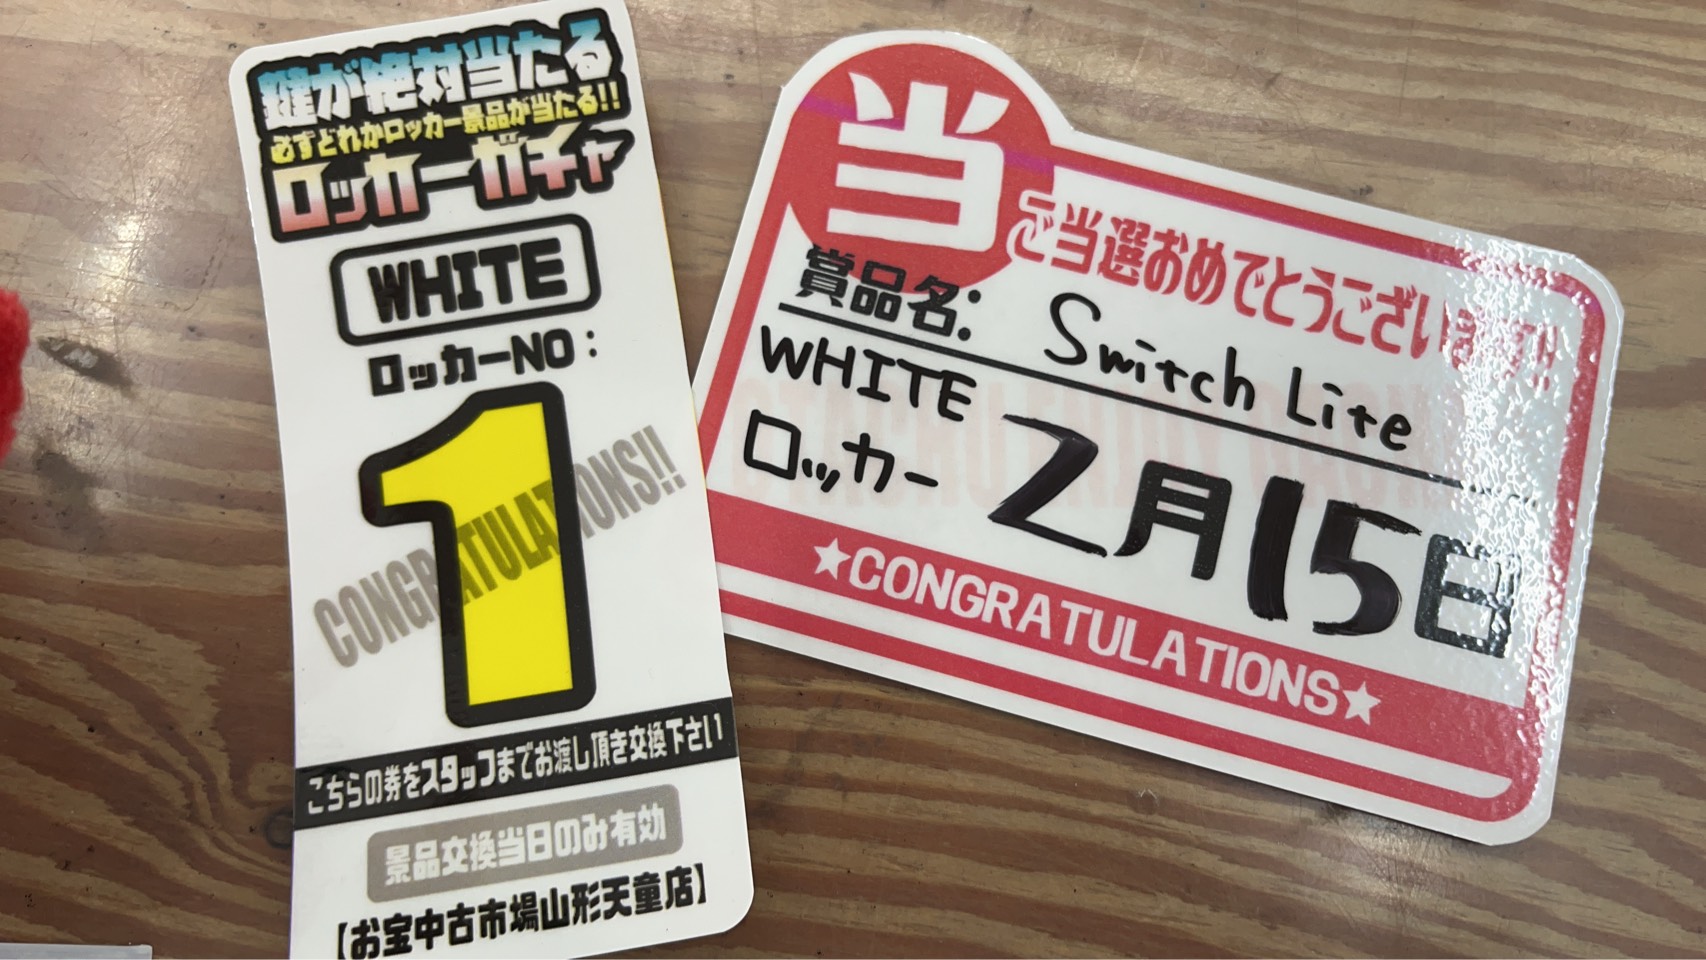 鍵が絶対当たる
必ずどれかロッカー景品が当たる!!
ロッカーガチャ
WHITE
ロッカーNO:
1
CONGRATULATIONS!!
こちらの券をスタッフまでお渡し頂き交換下さい
景品交換当日のみ有効
【お宝中古市場山形天童店】
当
ご当選おめでとうございます!!
賞品名: Switch Lite
WHITE
ロッカー 2月15日
★CONGRATULATIONS★